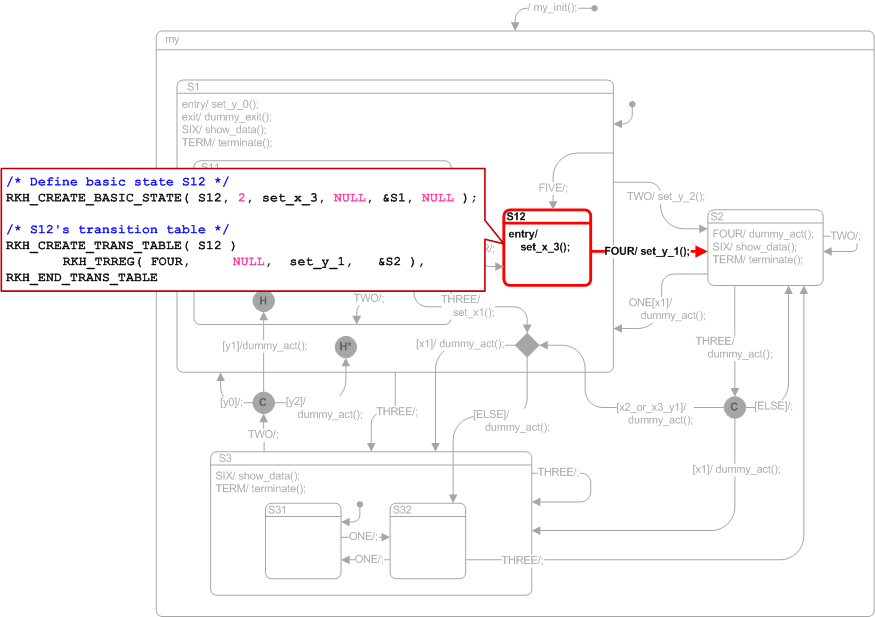 / my_init();
my
S1
entry/ set_y_0();
exit/ dummy_exit();
SIX/ show_data();
TERM/ terminate();
S11
/* Define basic state S12 */
RKH_CREATE_BASIC_STATE( S12, 2, set_x_3, NULL, &S1, NULL );
/* S12's transition table */
RKH_CREATE_TRANS_TABLE( S12 )
RKH_TRREG( FOUR, NULL, set_y_1, &S2 ),
RKH_END_TRANS_TABLE
FIVE/;
S12
entry/
set_x_3();
FOUR/ set_y_1();
TWO/ set_y_2();
S2
FOUR/ dummy_act();
SIX/ show_data();
TERM/ terminate();
TWO/;
H
TWO/;
THREE/
set_x1();
ONE[x1]/
dummy_act();
[y1]/dummy_act();
H*
[x1]/ dummy_act();
THREE/
dummy_act();
[y0]/;
C
[y2]/
dummy_act();
THREE/;
[ELSE]/
dummy_act();
[x2_or_x3_y1]/
dummy_act();
C
[ELSE]/;
TWO/;
S3
SIX/ show_data();
TERM/ terminate();
THREE/;
[x1]/ dummy_act();
S31
S32
ONE/;
ONE/;
THREE/;